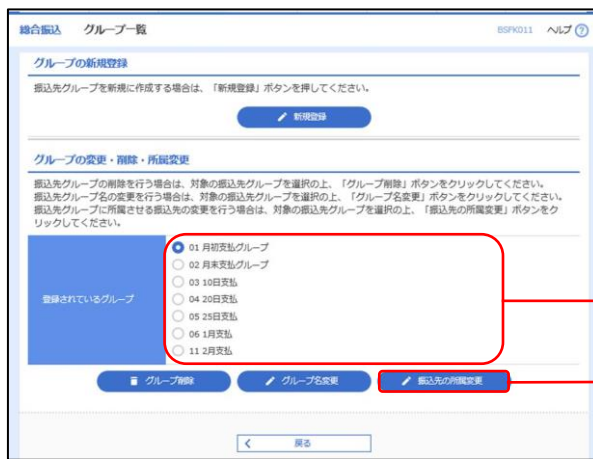 総合振込 グループ一覧 BSFK011 ヘルプ ?
グループの新規登録
振込先グループを新規に作成する場合は、「新規登録」ボタンを押してください。
新規登録
グループの変更・削除・所属変更
振込先グループの削除を行う場合は、対象の振込先グループを選択の上、「グループ削除」ボタンをクリックしてください。
振込先グループ名の変更を行う場合は、対象の振込先グループを選択の上、「グループ名変更」ボタンをクリックしてください。
振込先グループに所属させる振込先の変更を行う場合は、対象の振込先グループを選択の上、「振込先の所属変更」ボタンをク
リックしてください。
登録されているグループ
01 月初支払グループ
02 月末支払グループ
03 10日支払
04 20日支払
05 25日支払
06 1月支払
11 2月支払
グループ削除 グループ名変更 振込先の所属変更
戻る